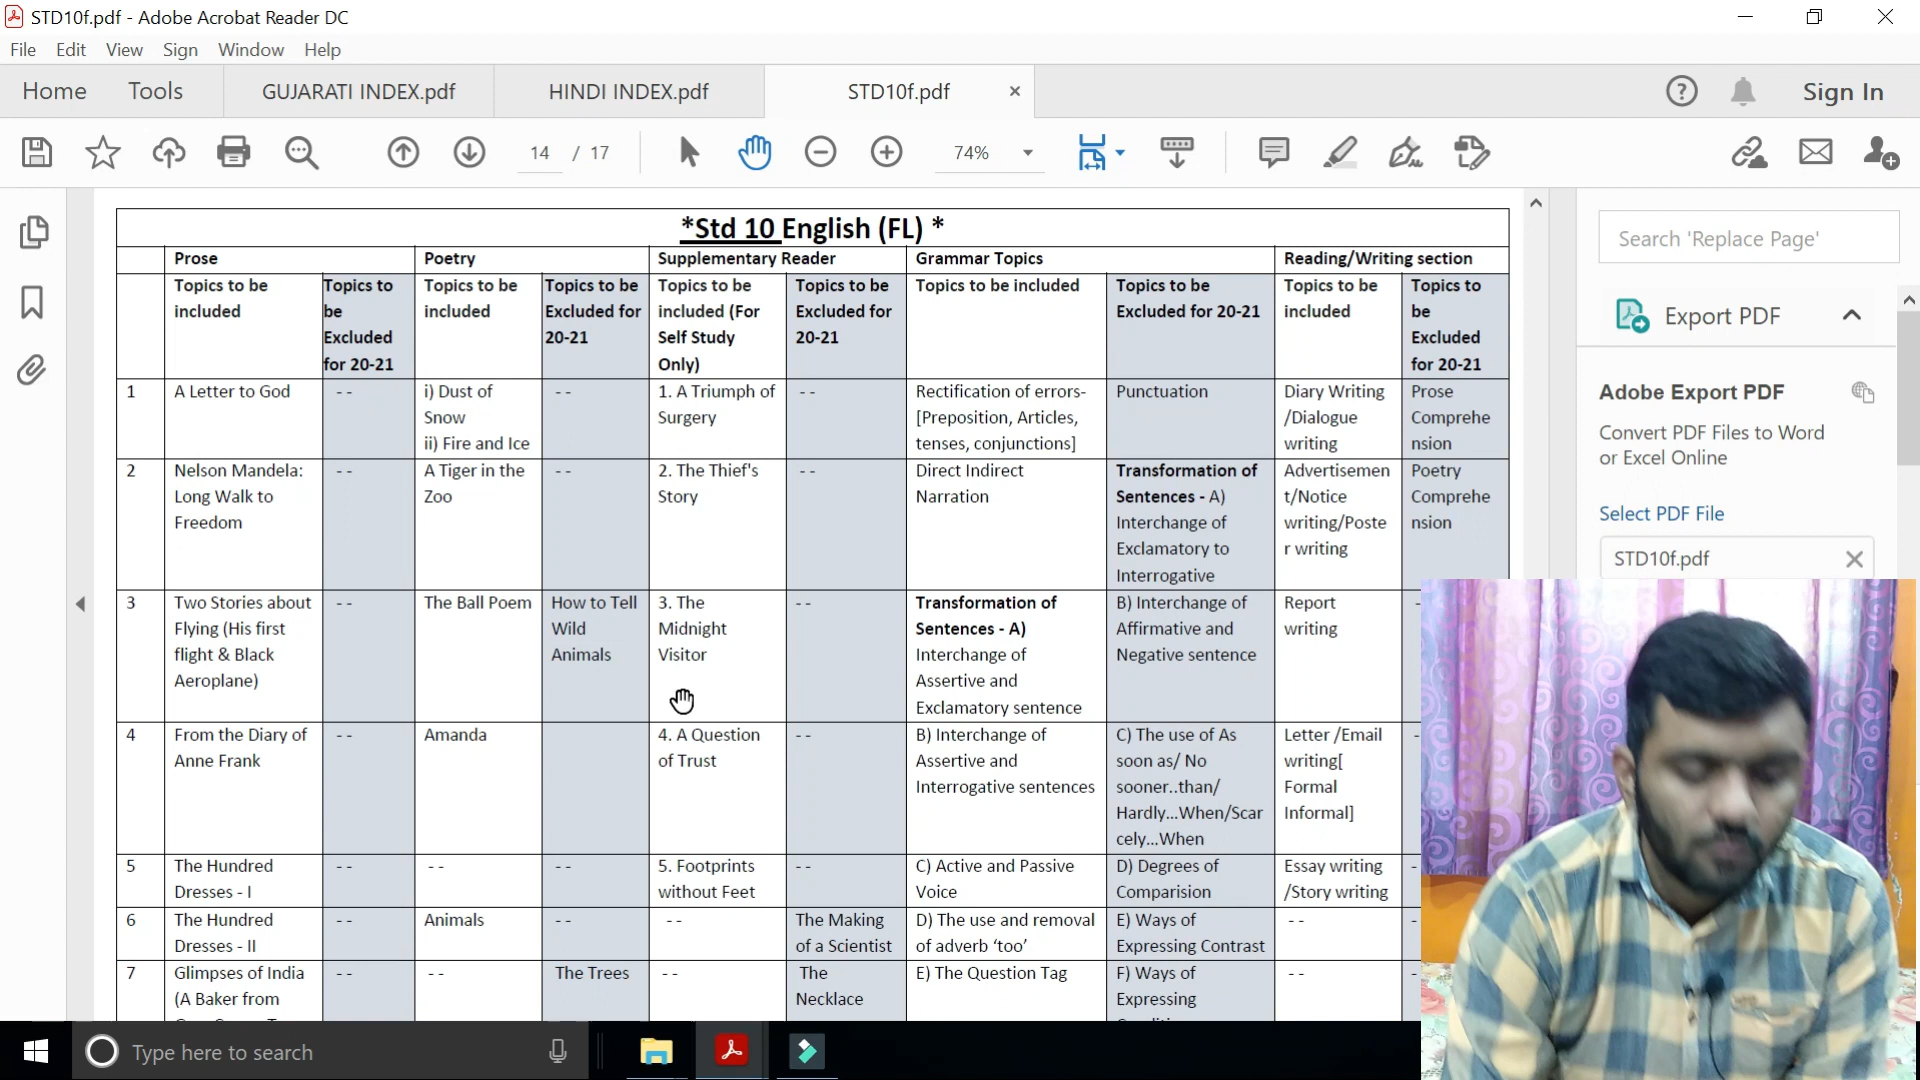 STD10f.pdf - Adobe Acrobat Reader DC
File Edit View Sign Window Help
Home Tools GUJARATI INDEX.pdf HINDI INDEX.pdf STD10f.pdf × Sign In
14 / 17 74%
*Std 10 English (FL) *
Prose Poetry Supplementary Reader Grammar Topics Reading/Writing section
Topics to be
included
Topics to
be
Excluded
for 20-21
Topics to be
included
Topics to be
Excluded for
20-21
Topics to be
included (For
Self Study
Only)
Topics to be
Excluded for
20-21
Topics to be included
Topics to be
Excluded for 20-21
Topics to be
included
Topics to
be
Excluded
for 20-21
1
A Letter to God
- -
i) Dust of
Snow
ii) Fire and Ice
- -
1. A Triumph of
Surgery
- -
Rectification of errors-
[Preposition, Articles,
tenses, conjunctions]
Punctuation
Diary Writing
/Dialogue
writing
Prose
Comprehe
nsion
2
Nelson Mandela:
Long Walk to
Freedom
- -
A Tiger in the
Zoo
- -
2. The Thief's
Story
- -
Direct Indirect
Narration
Transformation of
Sentences - A)
Interchange of
Exclamatory to
Interrogative
Advertisemen
t/Notice
writing/Poste
r writing
Poetry
Comprehe
nsion
3
Two Stories about
Flying (His first
flight & Black
Aeroplane)
- -
The Ball Poem
How to Tell
Wild
Animals
3. The
Midnight
Visitor
- -
Transformation of
Sentences - A)
Interchange of
Assertive and
Exclamatory sentence
B) Interchange of
Affirmative and
Negative sentence
Report
writing
-
4
From the Diary of
Anne Frank
- -
Amanda
4. A Question
of Trust
- -
B) Interchange of
Assertive and
Interrogative sentences
C) The use of As
soon as/ No
sooner..than/
Hardly...When/Scar
cely...When
Letter /Email
writing[
Formal
Informal]
-
5
The Hundred
Dresses - I
- -
- -
- -
5. Footprints
without Feet
- -
C) Active and Passive
Voice
D) Degrees of
Comparision
Essay writing
/Story writing
-
6
The Hundred
Dresses - II
- -
Animals
- -
- -
The Making
of a Scientist
D) The use and removal
of adverb ‘too’
E) Ways of
Expressing Contrast
- -
-
7
Glimpses of India
(A Baker from
- -
- -
The Trees
- -
The
Necklace
E) The Question Tag
F) Ways of
Expressing
- -
-
Search 'Replace Page'
Export PDF
Adobe Export PDF
Convert PDF Files to Word
or Excel Online
Select PDF File
STD10f.pdf
Type here to search